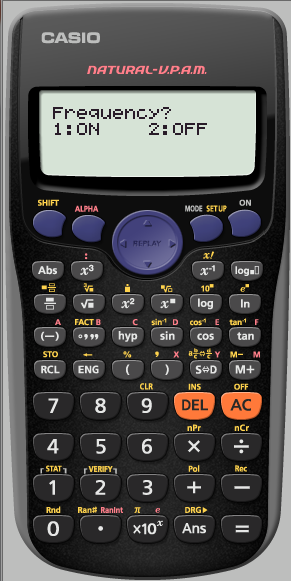 CASIO
NATURAL-V.P.A.M.
Frequency?
1:ON 2:OFF
SHIFT ALPHA MODE SETUP ON
REPLAY
: x!
Abs x³ x⁻¹ log
³√ 10 e
√ x² x log ln
A FACT B C sin⁻¹ D cos⁻¹ E tan⁻¹ F
(−) hyp sin cos tan
STO ← % , X Y M− M
RCL ENG ( ) S⇔D M+
CLR INS OFF
7 8 9 DEL AC
nPr nCr
4 5 6 × ÷
STAT VERIFY Pol Rec
1 2 3 + −
Rnd Ran# RanInt π e DRG▶
0 · ×10ˣ Ans =